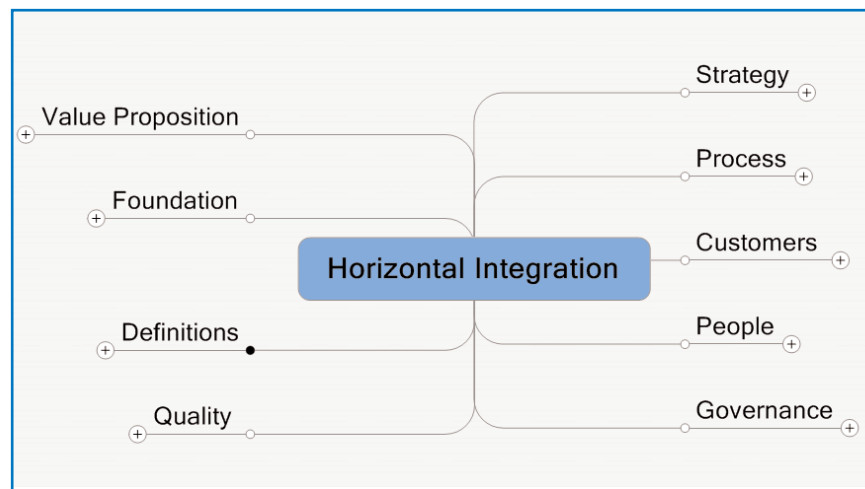 Strategy
Value Proposition
Process
Foundation
Customers
Horizontal Integration
People
Definitions
Quality
Governance